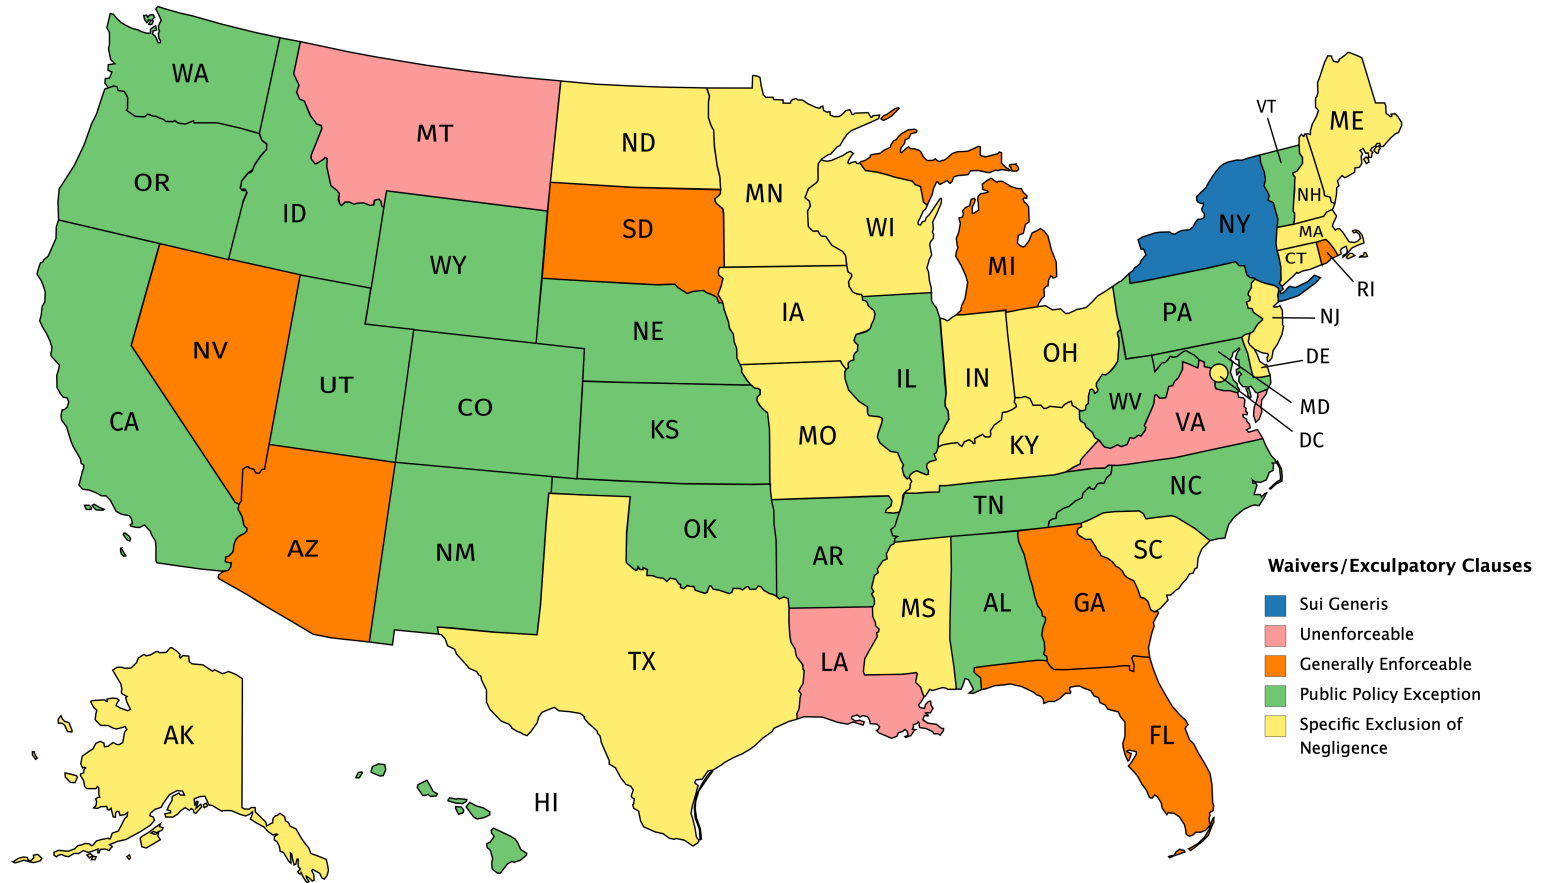 WA
VT
ME
MT
ND
OR
ID
MN
NH
SD
WI
NY
MA
WY
MI
CT
RI
IA
PA
NJ
NE
NV
OH
DE
UT
IL
IN
CO
WV
MD
CA
KS
MO
KY
VA
DC
TN
NC
OK
AZ
NM
AR
SC
MS
AL
GA
TX
LA
AK
FL
HI
Waivers/Exculpatory Clauses
Sui Generis
Unenforceable
Generally Enforceable
Public Policy Exception
Specific Exclusion of
Negligence